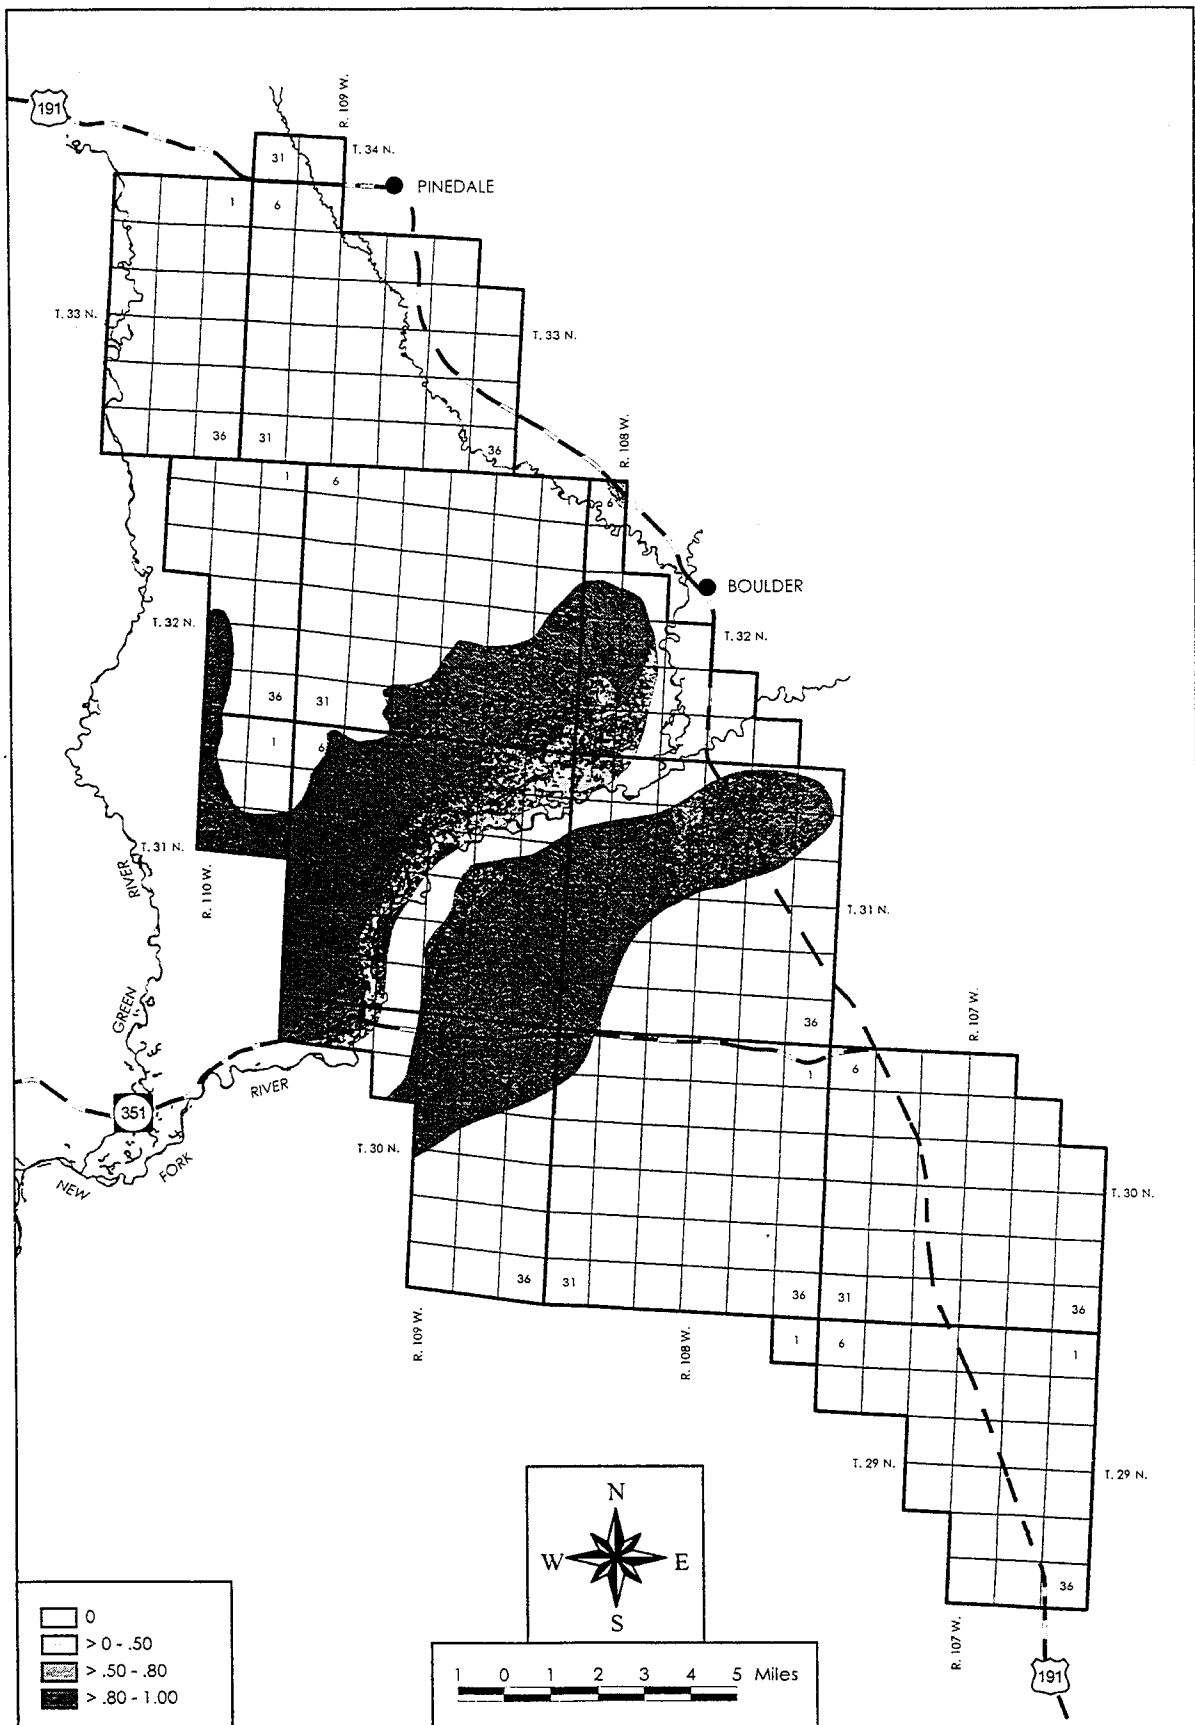 191
R. 109 W.
31
T. 34 N.
PINEDALE
1
6
T. 33 N.
T. 33 N.
36
31
36
R. 108 W.
1
6
6
BOULDER
T. 32 N.
T. 32 N.
36
31
1
6
T. 31 N.
RIVER
R. 110 W.
T. 31 N.
GREEN
36
R. 107 W.
1
6
RIVER
351
T. 30 N.
FORK
NEW
T. 30 N.
36
31
36
31
36
R. 109 W.
R. 108 W.
1
6
1
T. 29 N.
T. 29 N.
N
W
E
S
36
R. 107 W.
0
> 0 - .50
> .50 - .80
> .80 - 1.00
1 0 1 2 3 4 5 Miles
191